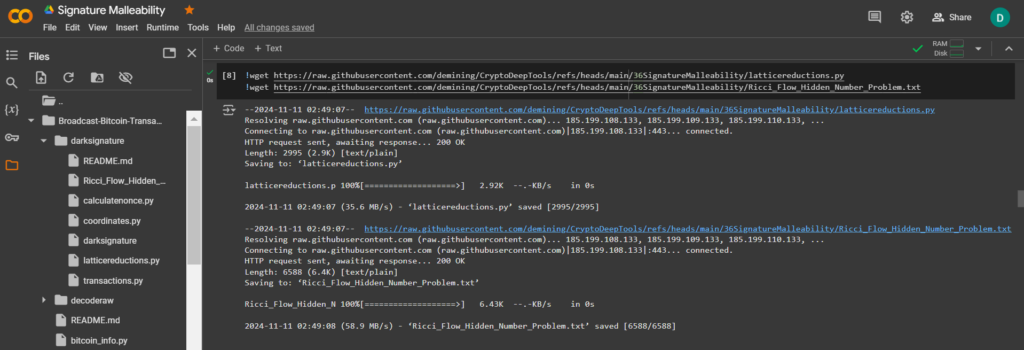 CO Signature Malleability
File Edit View Insert Runtime Tools Help All changes saved
Share
D
Files
+ Code + Text
RAM
Disk
..
Broadcast-Bitcoin-Transa...
darksignature
README.md
Ricci_Flow_Hidden_...
calculatenonce.py
coordinates.py
darksignature
latticereductions.py
transactions.py
decoderaw
README.md
bitcoin_info.py
{x}
0s
[8] !wget https://raw.githubusercontent.com/demining/CryptoDeepTools/refs/heads/main/36SignatureMalleability/latticereductions.py
!wget https://raw.githubusercontent.com/demining/CryptoDeepTools/refs/heads/main/36SignatureMalleability/Ricci_Flow_Hidden_Number_Problem.txt
--2024-11-11 02:49:07-- https://raw.githubusercontent.com/demining/CryptoDeepTools/refs/heads/main/36SignatureMalleability/latticereductions.py
Resolving raw.githubusercontent.com (raw.githubusercontent.com)... 185.199.108.133, 185.199.109.133, 185.199.110.133, ...
Connecting to raw.githubusercontent.com (raw.githubusercontent.com)|185.199.108.133|:443... connected.
HTTP request sent, awaiting response... 200 OK
Length: 2995 (2.9K) [text/plain]
Saving to: ‘latticereductions.py’
latticereductions.p 100%[===================>] 2.92K --.-KB/s in 0s
2024-11-11 02:49:07 (35.6 MB/s) - ‘latticereductions.py’ saved [2995/2995]
--2024-11-11 02:49:07-- https://raw.githubusercontent.com/demining/CryptoDeepTools/refs/heads/main/36SignatureMalleability/Ricci_Flow_Hidden_Number_Problem.txt
Resolving raw.githubusercontent.com (raw.githubusercontent.com)... 185.199.108.133, 185.199.109.133, 185.199.110.133, ...
Connecting to raw.githubusercontent.com (raw.githubusercontent.com)|185.199.108.133|:443... connected.
HTTP request sent, awaiting response... 200 OK
Length: 6588 (6.4K) [text/plain]
Saving to: ‘Ricci_Flow_Hidden_Number_Problem.txt’
Ricci_Flow_Hidden_N 100%[===================>] 6.43K --.-KB/s in 0s
2024-11-11 02:49:08 (58.9 MB/s) - ‘Ricci_Flow_Hidden_Number_Problem.txt’ saved [6588/6588]